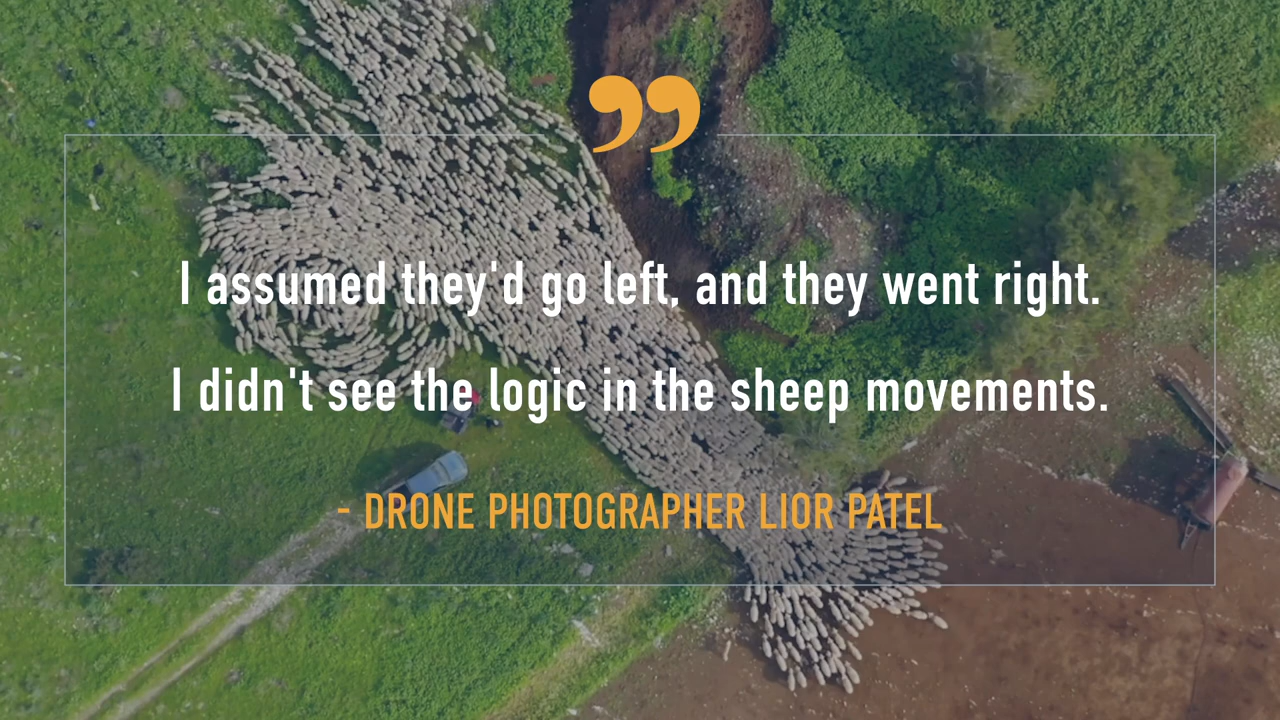 ”
I assumed they'd go left, and they went right.
I didn't see the logic in the sheep movements.
- DRONE PHOTOGRAPHER LIOR PATEL